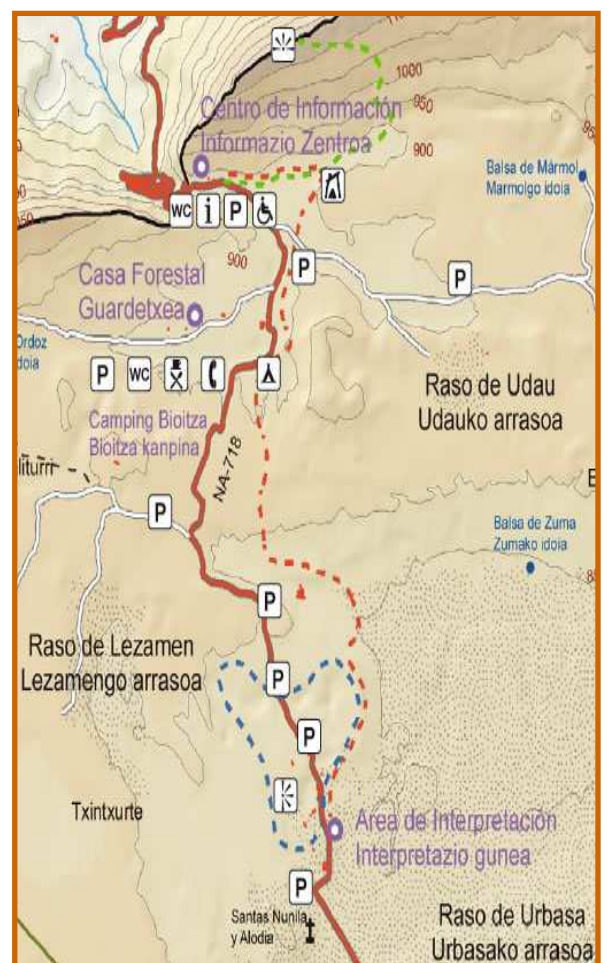 1000
950
900
Centro de Información
Informazio Zentroa
Balsa de Mármol
Marmolgo idoia
WC i P
900
P
P
Casa Forestal
Guardetxea
Ordoz
P WC
Raso de Udau
Udauko arrasoa
Camping Bioitza
Bioitza kanpina
NA-718
P
Balsa de Zuma
Zumako idoia
P
Raso de Lezamen
Lezamengo arrasoa
P
P
Txintxurte
Área de Interpretación
Interpretazio gunea
P
Santas Nunila
y Alodia
Raso de Urbasa
Urbasako arrasoa